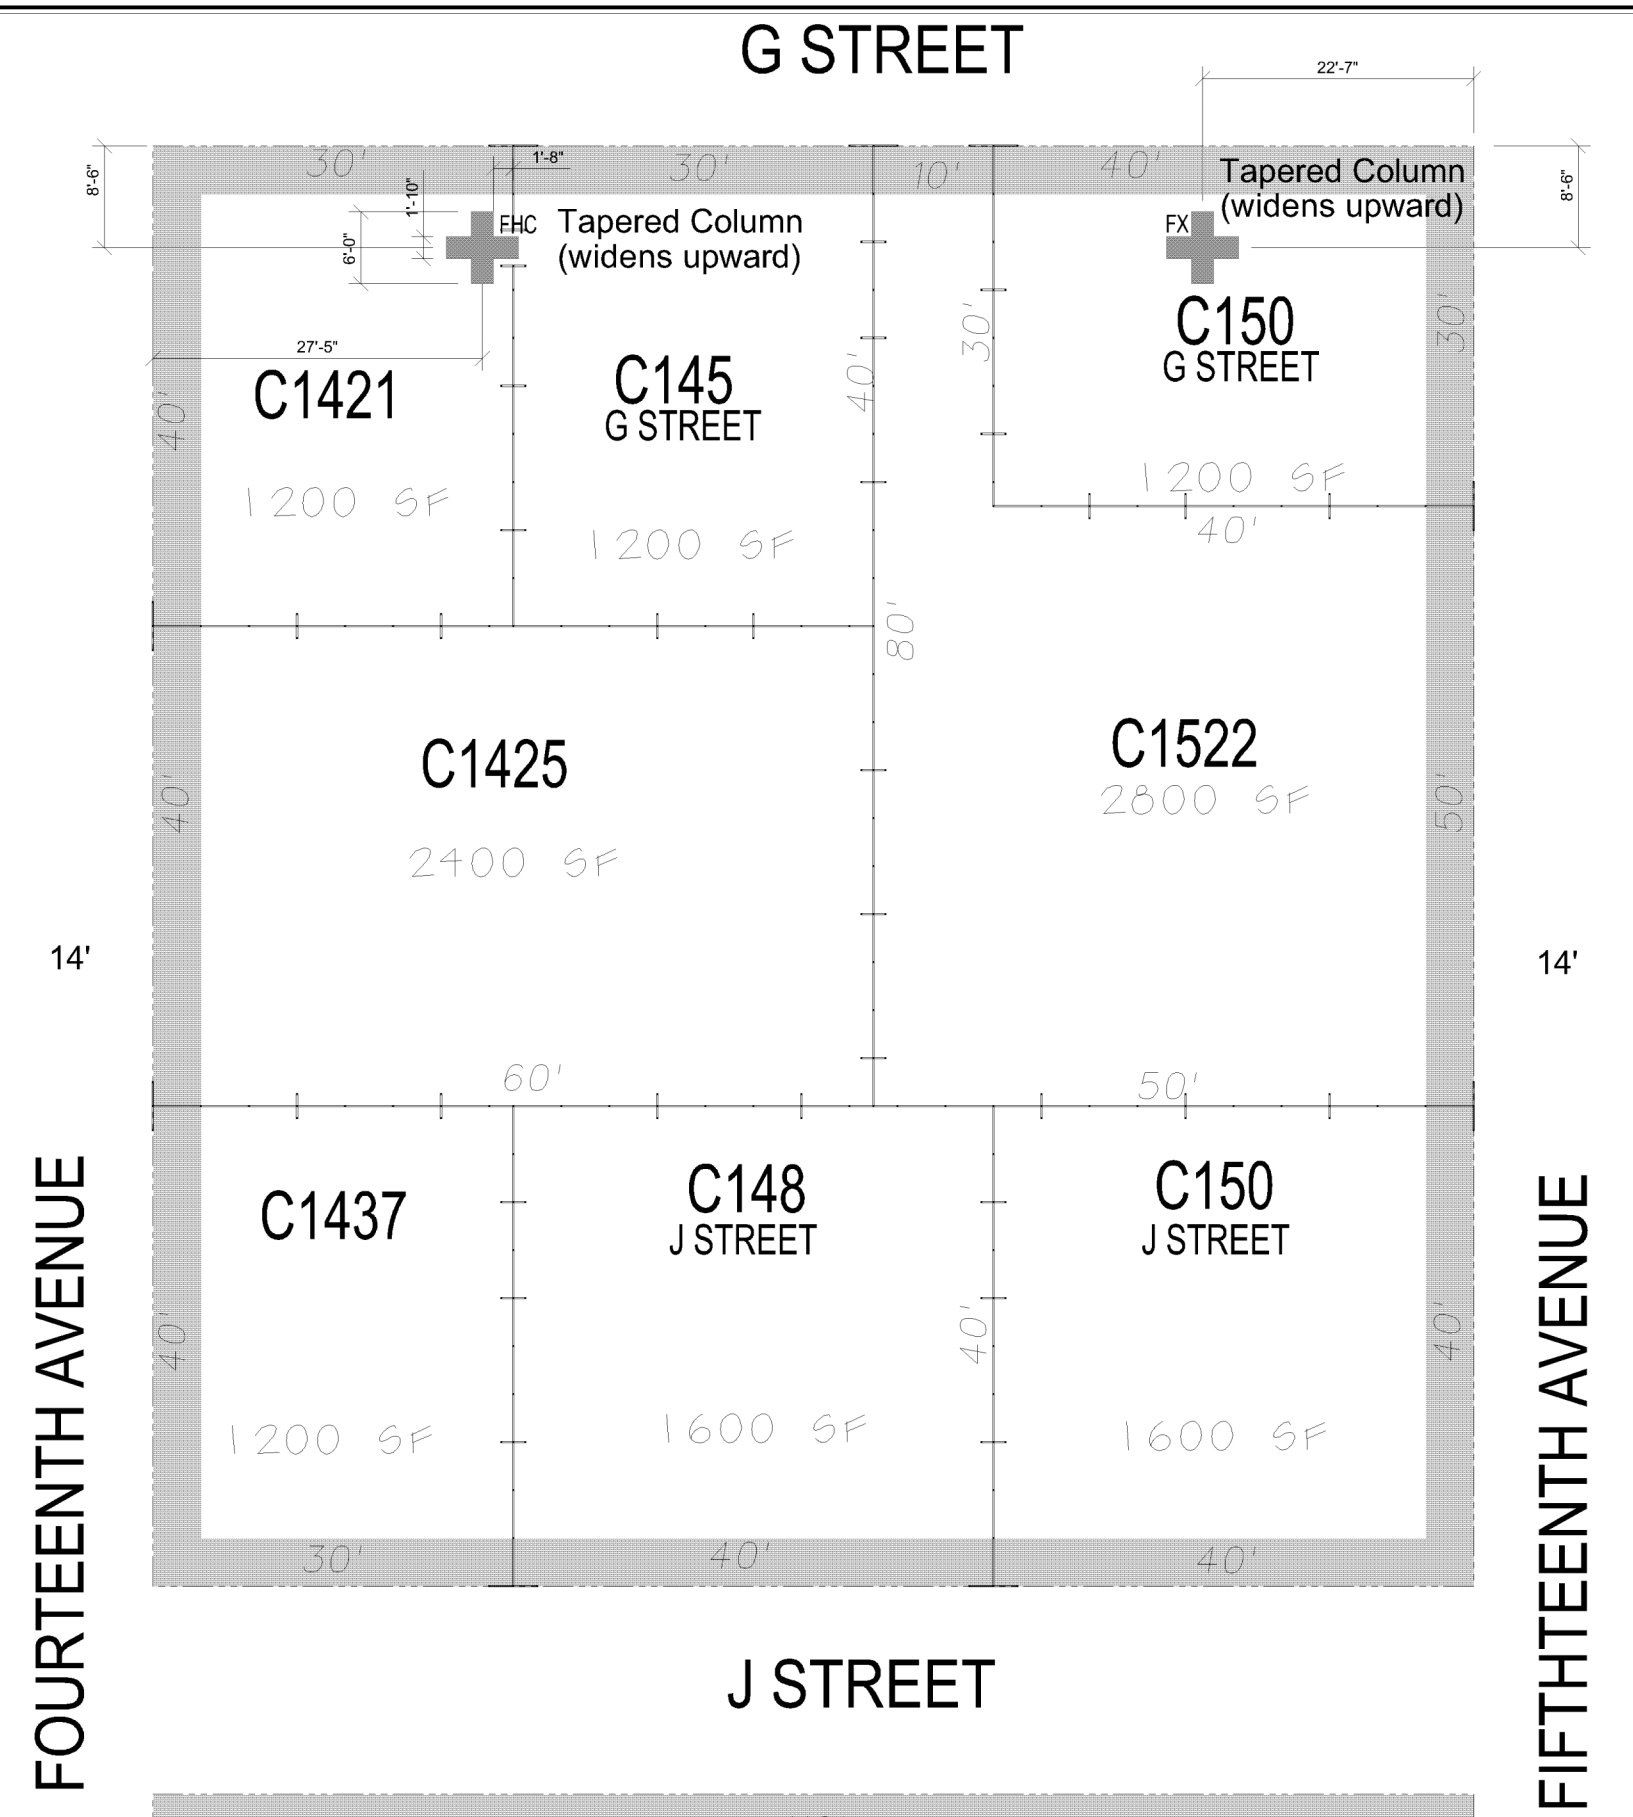 G STREET
22'-7"
30'
1'-8"
30'
10'
40'
Tapered Column
(widens upward)
8'-6"
1'-10"
6'-0"
FHC
Tapered Column
(widens upward)
FX
8'-6"
27'-5"
C1421
40'
1200 SF
C145
G STREET
1200 SF
40'
30'
C150
G STREET
1200 SF
30'
40'
80'
C1425
2400 SF
40'
C1522
2800 SF
50'
14'
14'
60'
50'
C1437
1200 SF
40'
C148
J STREET
1600 SF
40'
C150
J STREET
1600 SF
40'
30'
40'
40'
FOURTEENTH AVENUE
FIFTHTEENTH AVENUE
J STREET